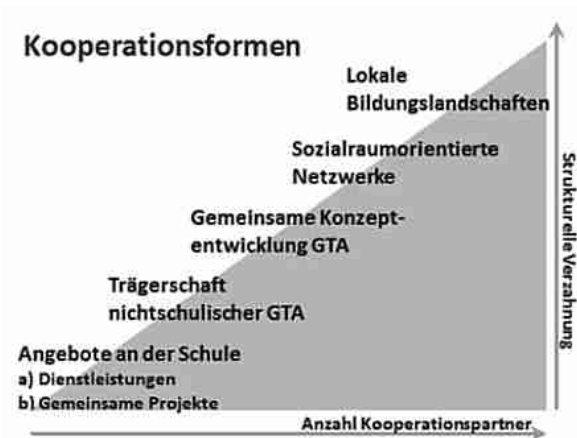 Kooperationsformen
Lokale
Bildungslandschaften
Sozialraumorientierte
Netzwerke
Gemeinsame Konzept-
entwicklung GTA
Trägerschaft
nichtschulischer GTA
Angebote an der Schule
a) Dienstleistungen
b) Gemeinsame Projekte
Anzahl Kooperationspartner
Strukturelle Verzahnung